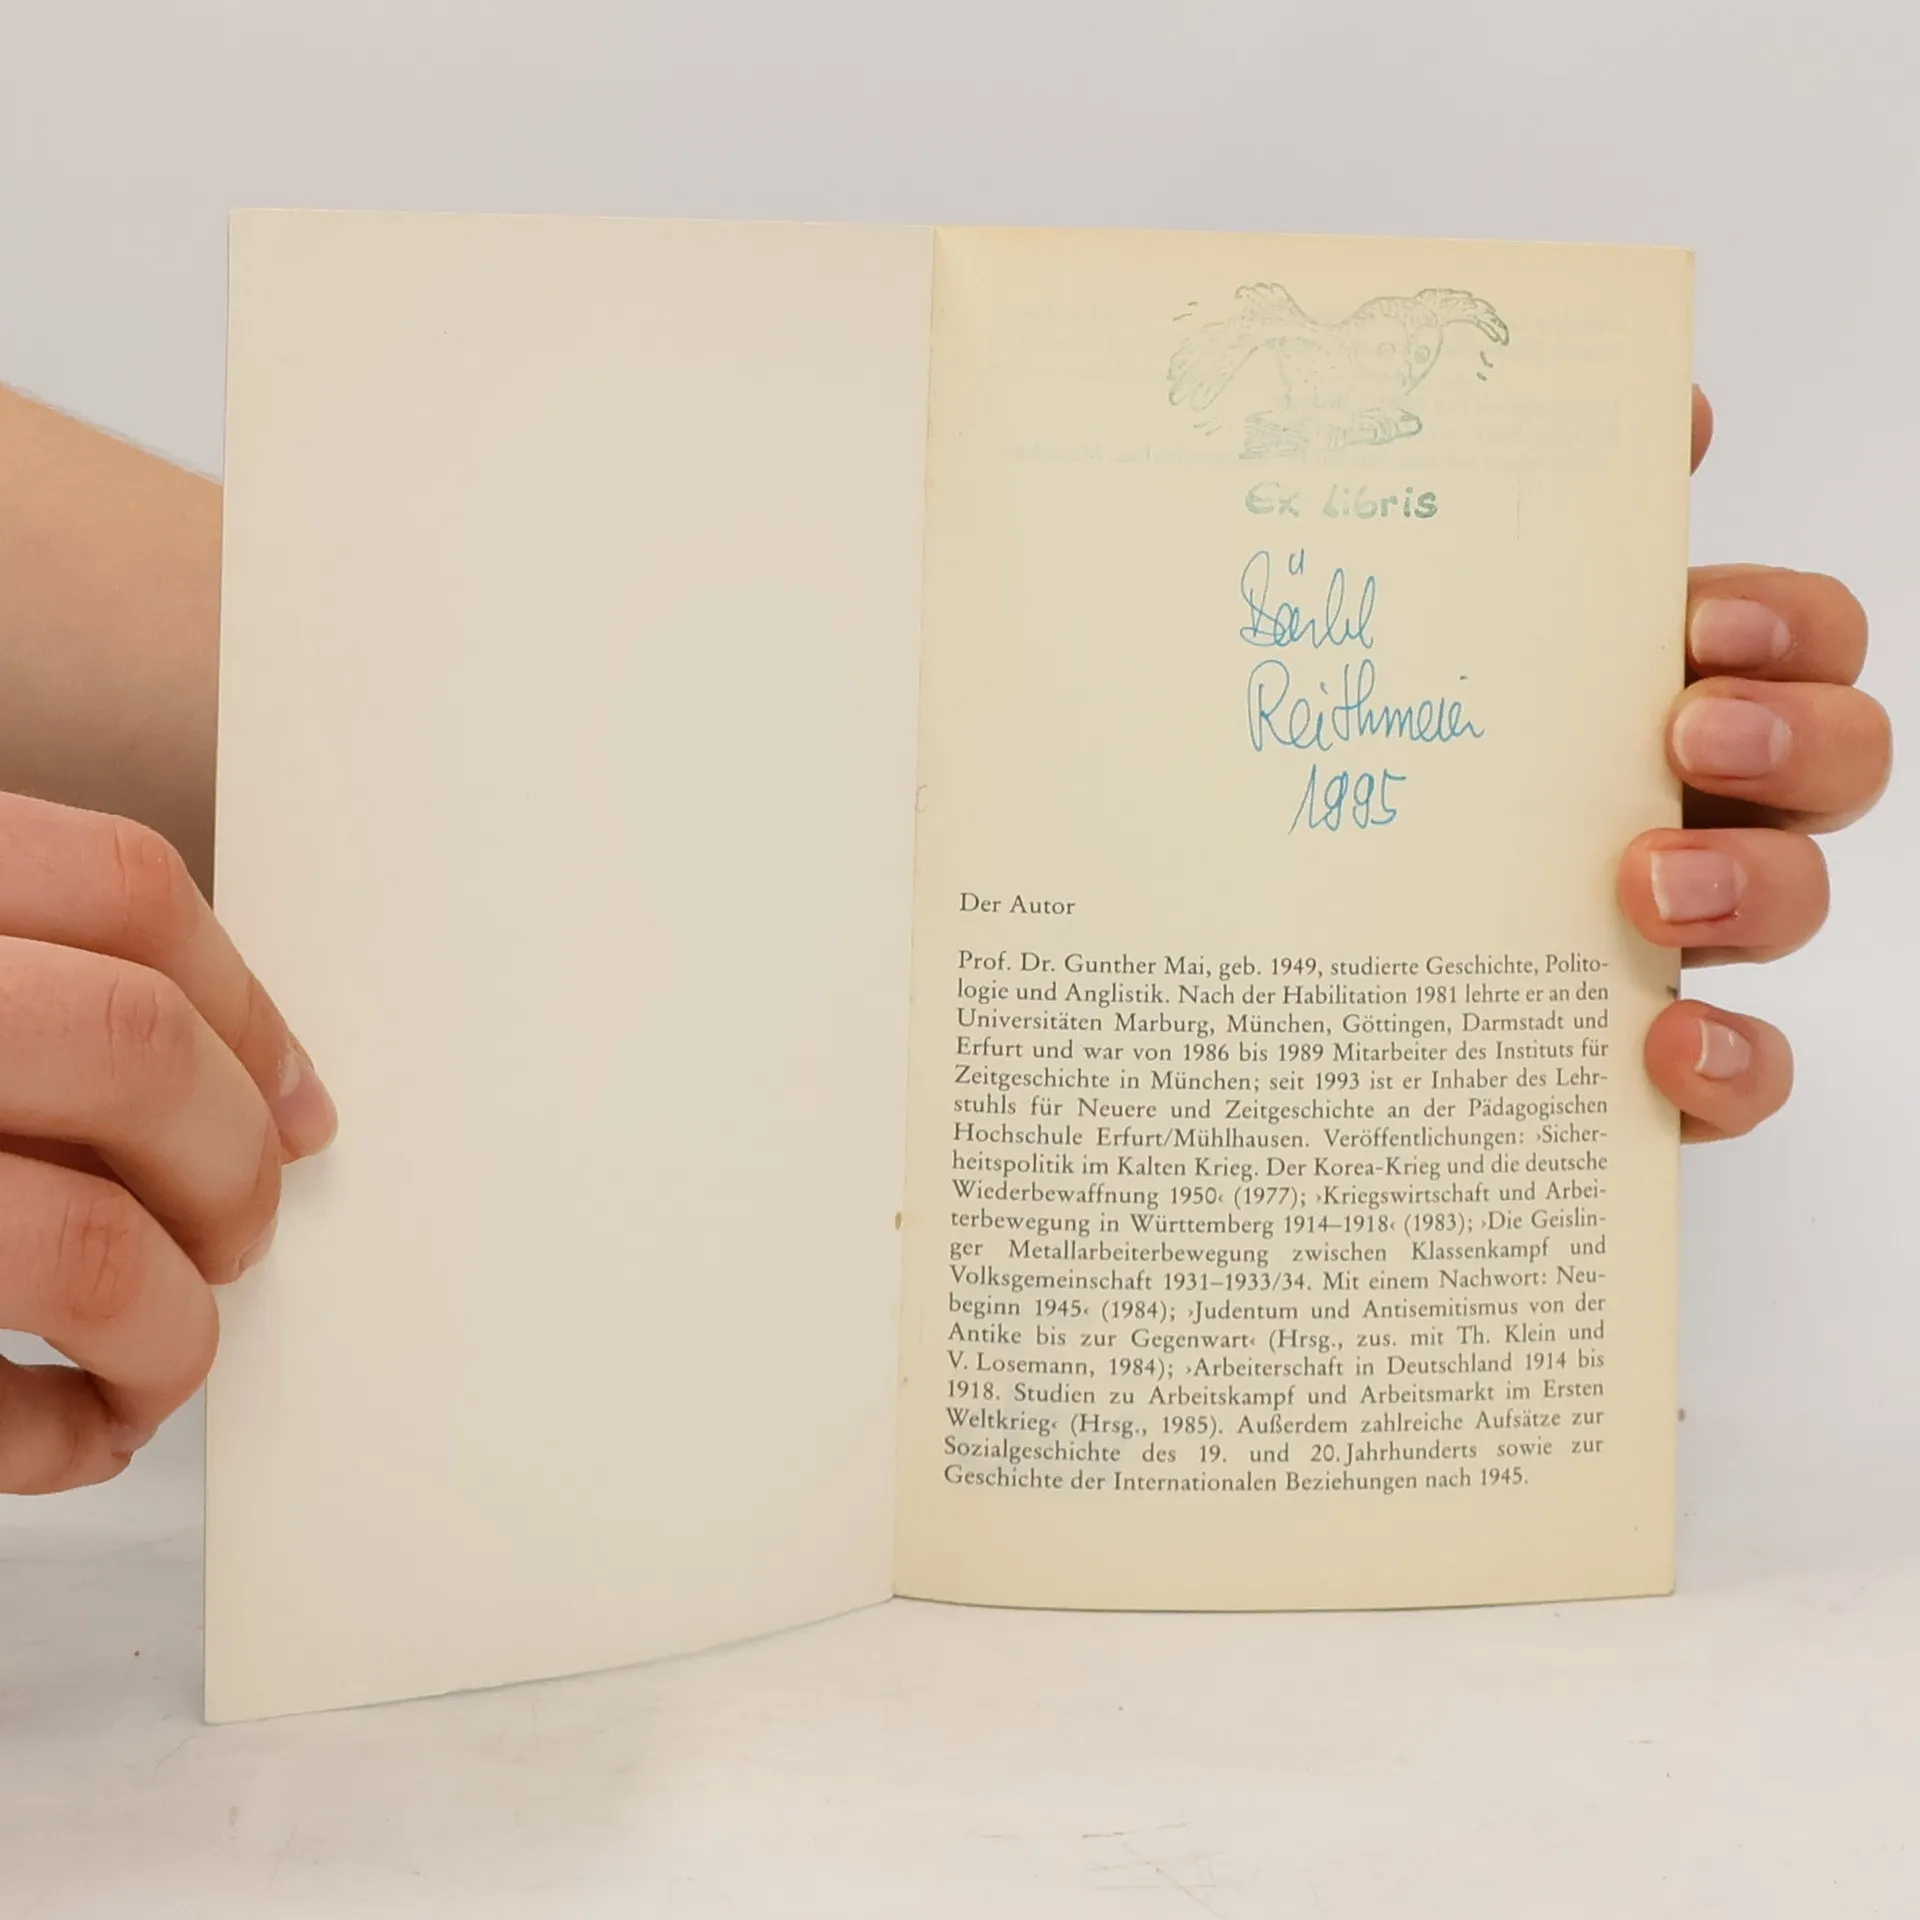 Ex Libris
Bärbl
Reithmeier
1995
Der Autor
Prof. Dr. Gunther Mai, geb. 1949, studierte Geschichte, Polito-
logie und Anglistik. Nach der Habilitation 1981 lehrte er an den
Universitäten Marburg, München, Göttingen, Darmstadt und
Erfurt und war von 1986 bis 1989 Mitarbeiter des Instituts für
Zeitgeschichte in München; seit 1993 ist er Inhaber des Lehr-
stuhls für Neuere und Zeitgeschichte an der Pädagogischen
Hochschule Erfurt/Mühlhausen. Veröffentlichungen: ›Sicher-
heitspolitik im Kalten Krieg. Der Korea-Krieg und die deutsche
Wiederbewaffnung 1950‹ (1977); ›Kriegswirtschaft und Arbei-
terbewegung in Württemberg 1914–1918‹ (1983); ›Die Geislin-
ger Metallarbeiterbewegung zwischen Klassenkampf und
Volksgemeinschaft 1931–1933/34. Mit einem Nachwort: Neu-
beginn 1945‹ (1984); ›Judentum und Antisemitismus von der
Antike bis zur Gegenwart‹ (Hrsg., zus. mit Th. Klein und
V. Losemann, 1984); ›Arbeiterschaft in Deutschland 1914 bis
1918. Studien zu Arbeitskampf und Arbeitsmarkt im Ersten
Weltkrieg‹ (Hrsg., 1985). Außerdem zahlreiche Aufsätze zur
Sozialgeschichte des 19. und 20. Jahrhunderts sowie zur
Geschichte der Internationalen Beziehungen nach 1945.